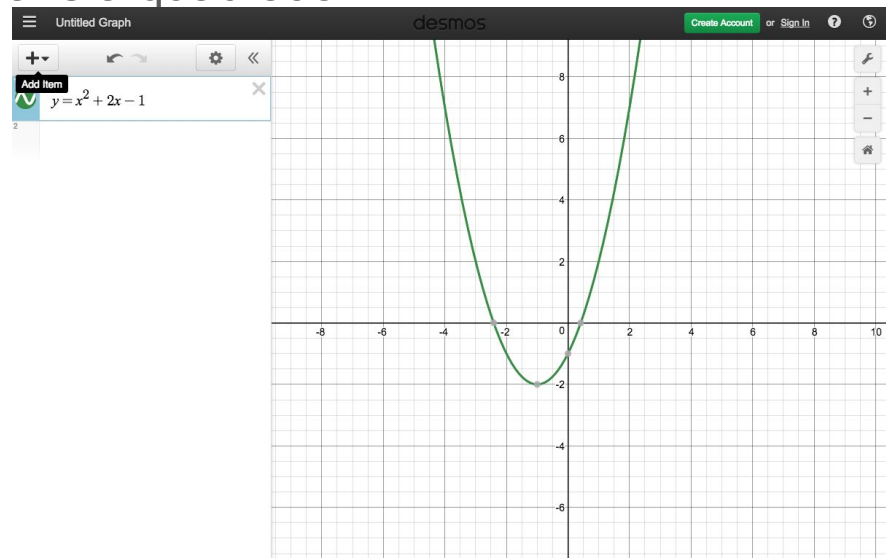 Untitled Graph
desmos
Create Account or Sign In
Add Item
y = x² + 2x − 1
2
8
6
4
2
-8 -6 -4 -2 0 2 4 6 8 10
-2
-4
-6